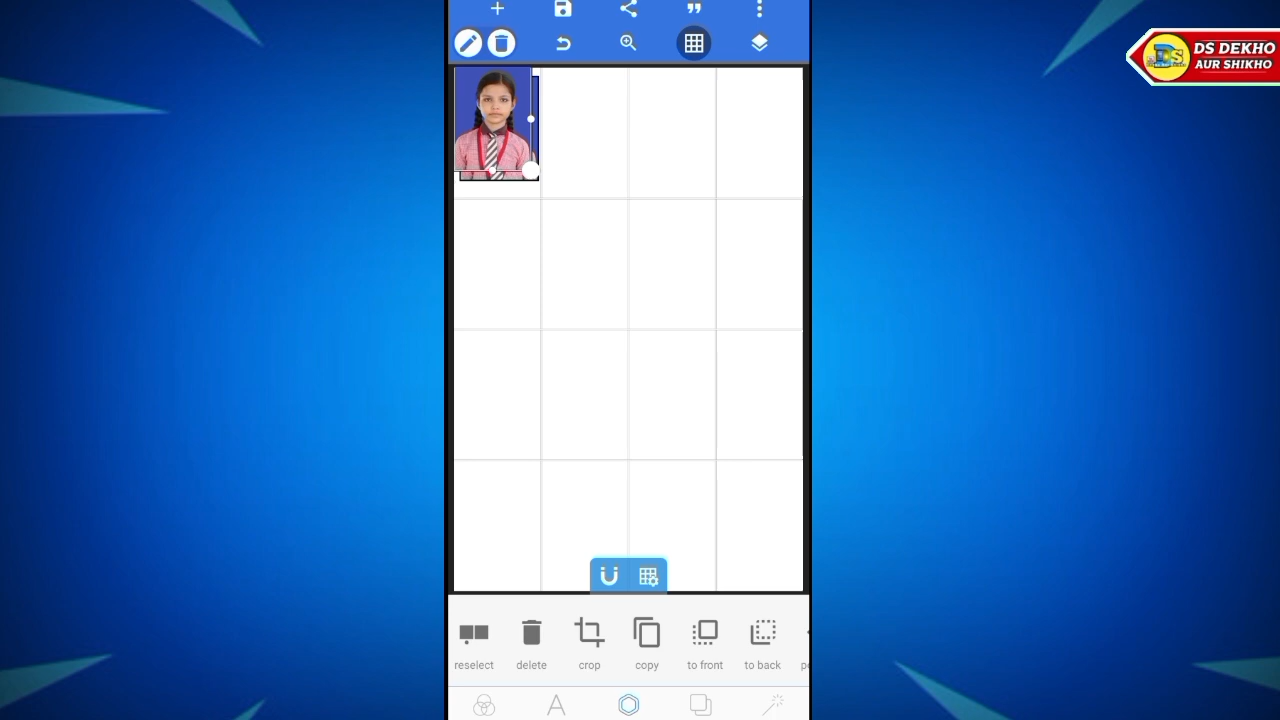 DS DEKHO
AUR SHIKHO
reselect
delete
crop
copy
to front
to back